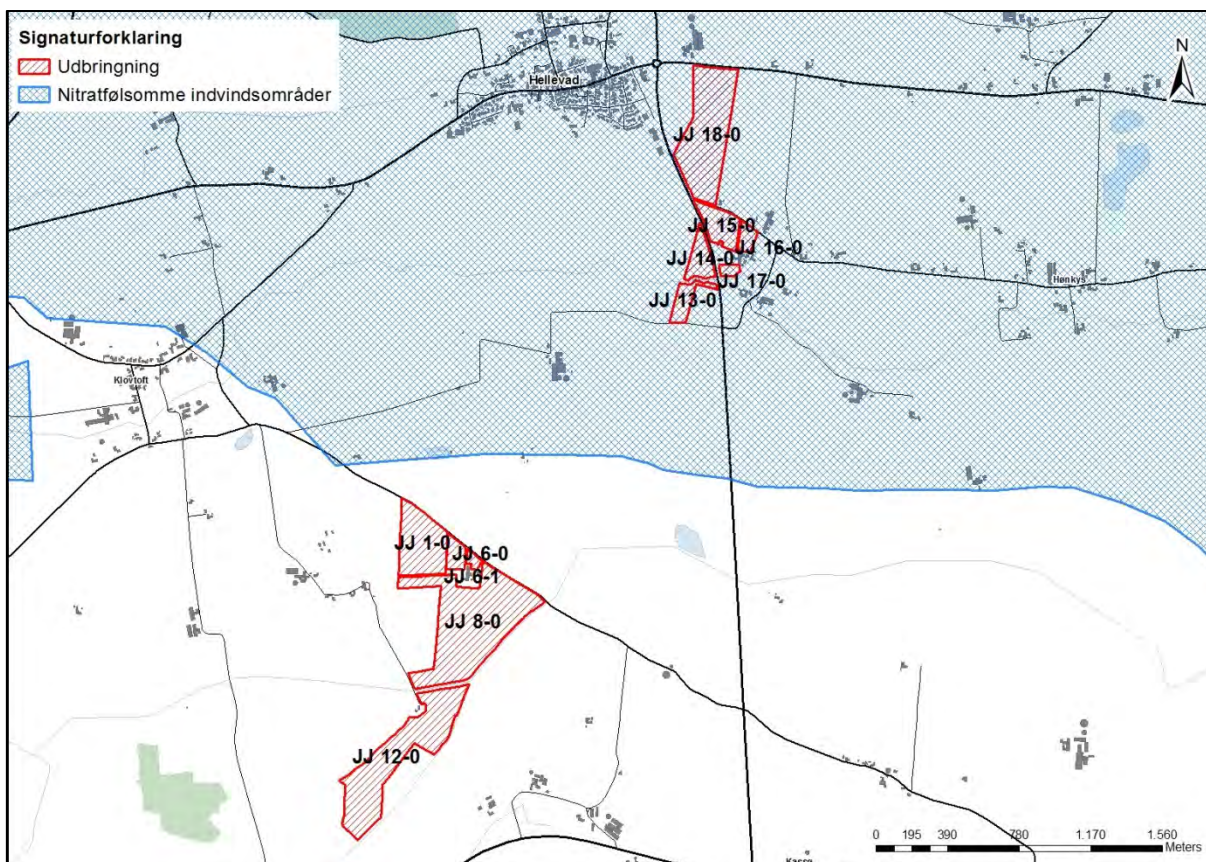 Signaturforklaring
Udbringning
Nitratfølsomme indvindsområder
N
Hellevad
JJ 18-0
JJ 15-0
JJ 16-0
JJ 14-0
JJ 17-0
JJ 13-0
Hønkys
Klovtoft
JJ 1-0
JJ 6-0
JJ 6-1
JJ 8-0
JJ 12-0
0 195 390 780 1.170 1.560
Meters